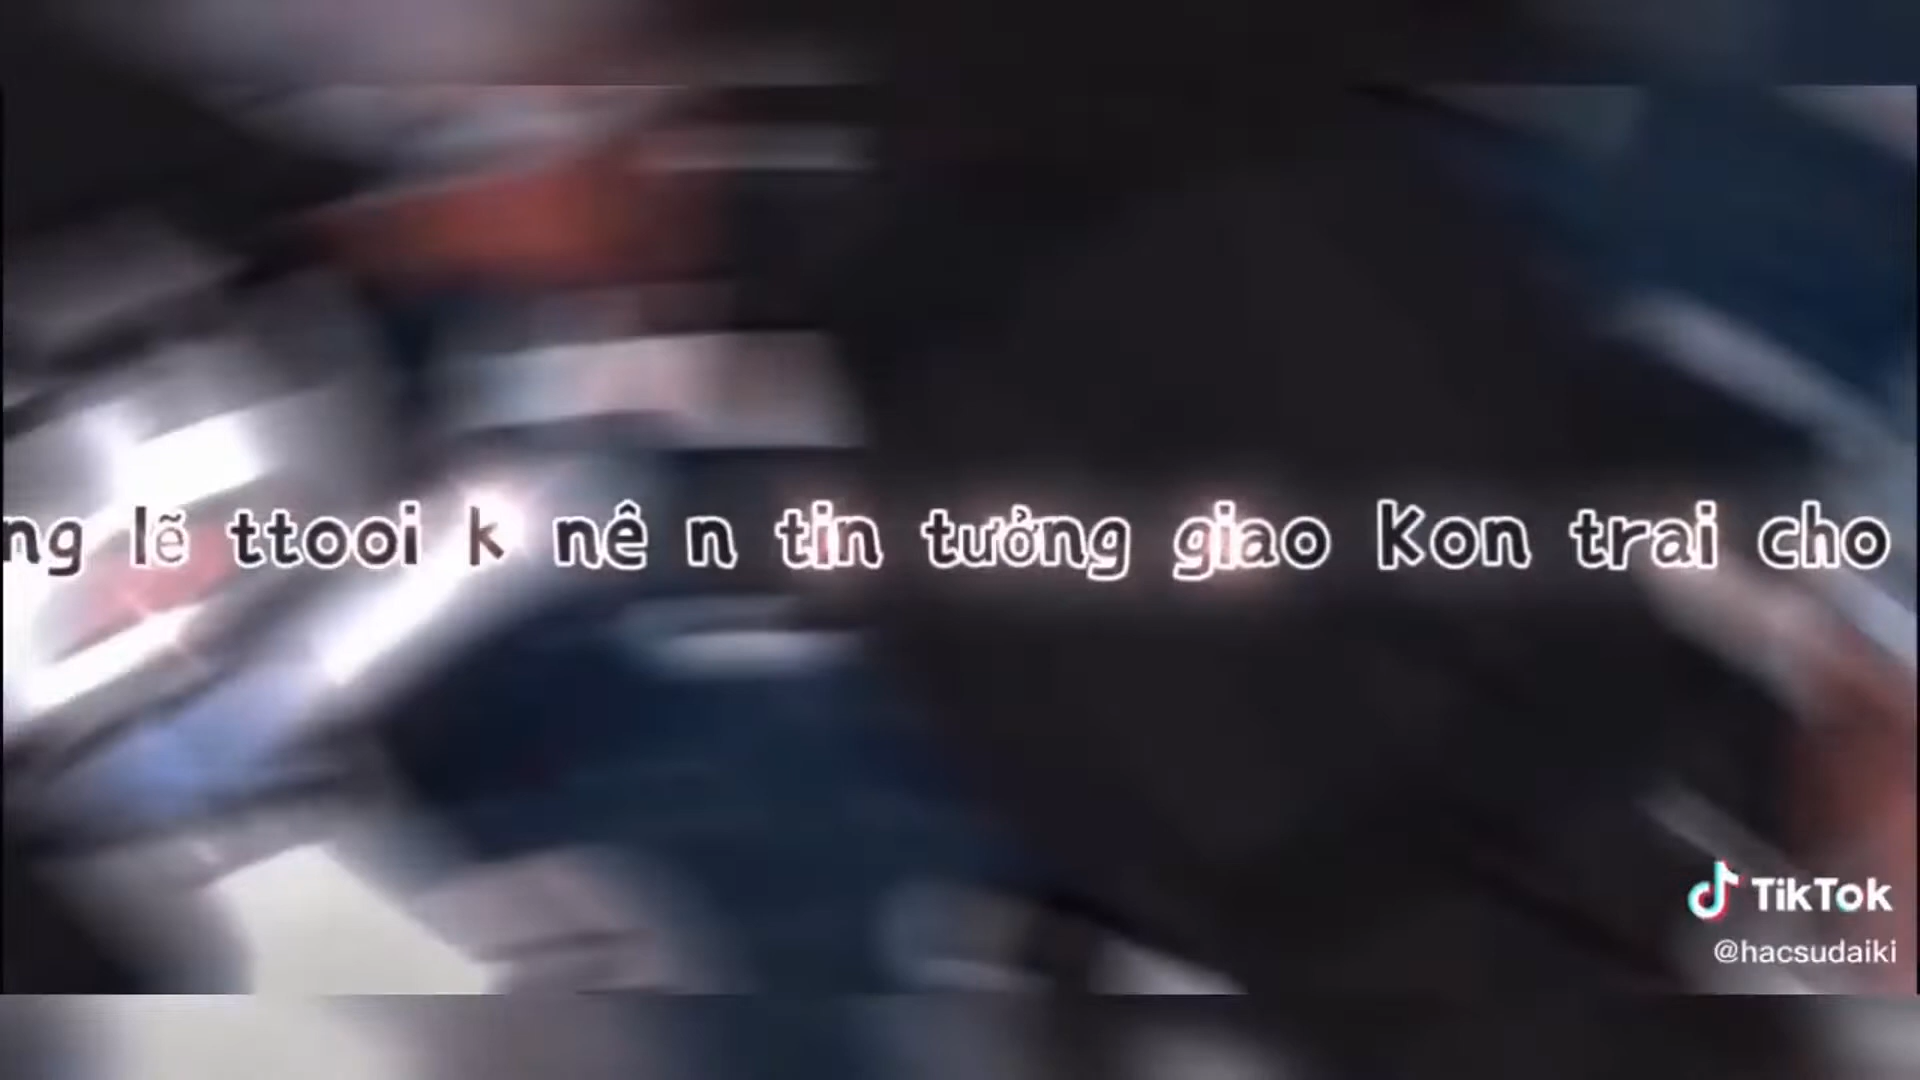 ng lẽ ttooi k nê n tin tưởng giao Kon trai cho
TikTok
@hacsudaiki